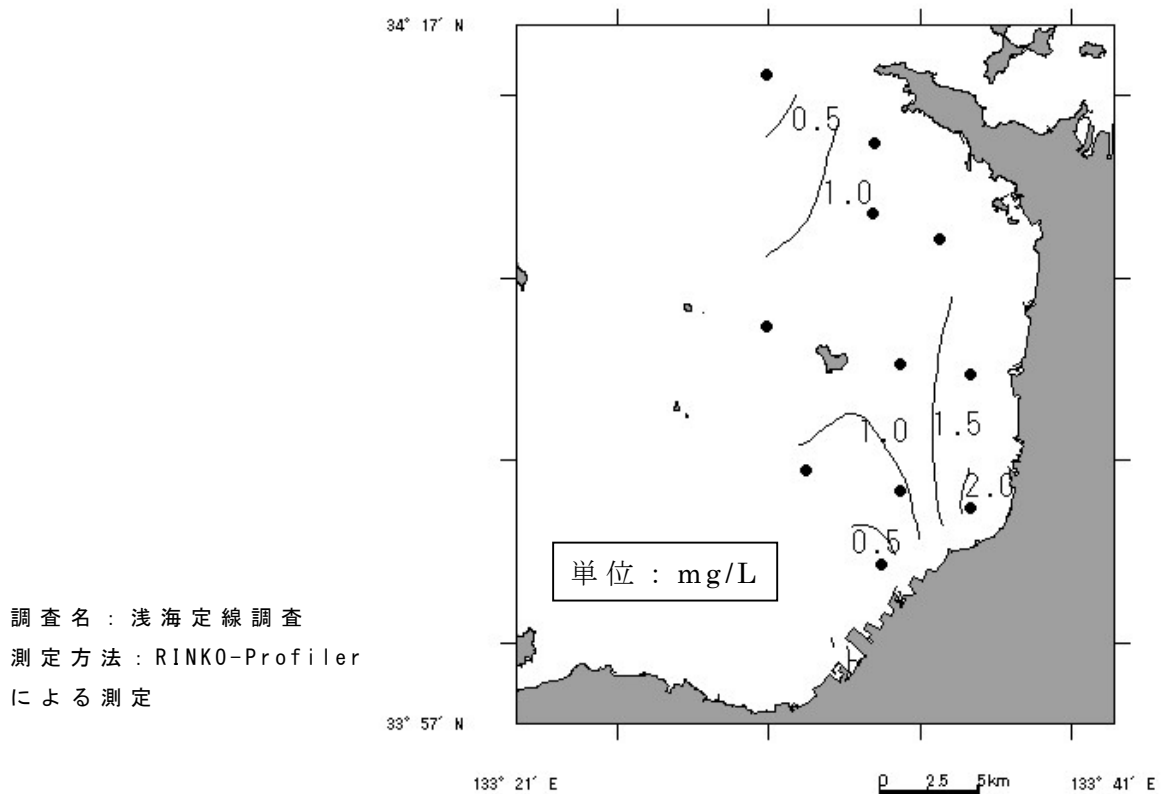 34° 17′ N
0.5
1.0
1.0
1.5
2.0
0.5
単位：mg/L
調査名：浅海定線調査
測定方法：RINKO-Profiler
による測定
33° 57′ N
133° 21′ E
0 2.5 5km
133° 41′ E